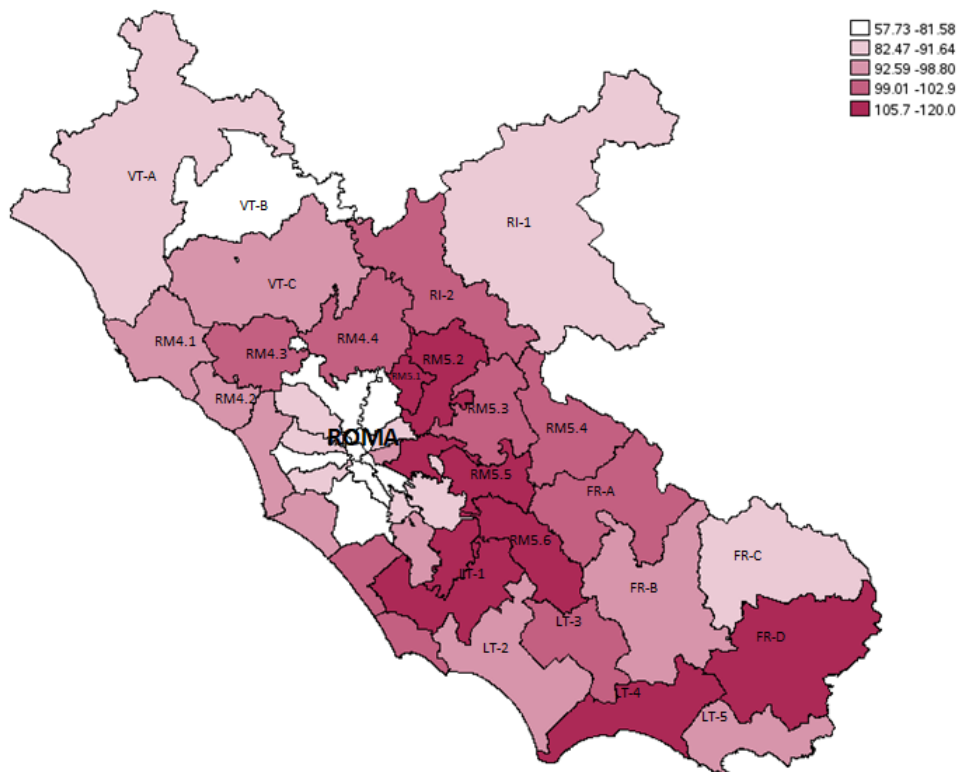 57.73 -81.58
82.47 -91.64
92.59 -98.80
99.01 -102.9
105.7 -120.0
VT-A
VT-B
RI-1
VT-C
RI-2
RM4.1
RM4.3
RM4.4
RM5.2
RM5.1
RM4.2
RM5.3
RM5.4
ROMA
RM5.5
FR-A
RM5.6
FR-C
LT-1
FR-B
LT-3
FR-D
LT-2
LT-4
LT-5